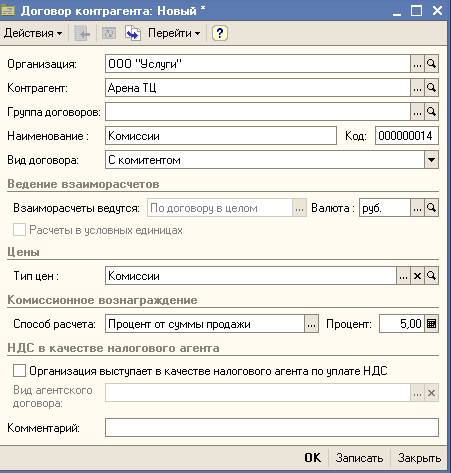 Договор контрагента: Новый *
Действия Перейти ?
Организация: ООО "Услуги" ...
Контрагент: Арена ТЦ ...
Группа договоров: ...
Наименование : Комиссии Код: 000000014
Вид договора: С комитентом
Ведение взаиморасчетов
Взаиморасчеты ведутся: По договору в целом ... Валюта : руб. ...
Расчеты в условных единицах
Цены
Тип цен : Комиссии ... ×
Комиссионное вознаграждение
Способ расчета: Процент от суммы продажи ... Процент: 5,00
НДС в качестве налогового агента
Организация выступает в качестве налогового агента по уплате НДС
Вид агентского ... ×
договора:
Комментарий:
OK Записать Закрыть